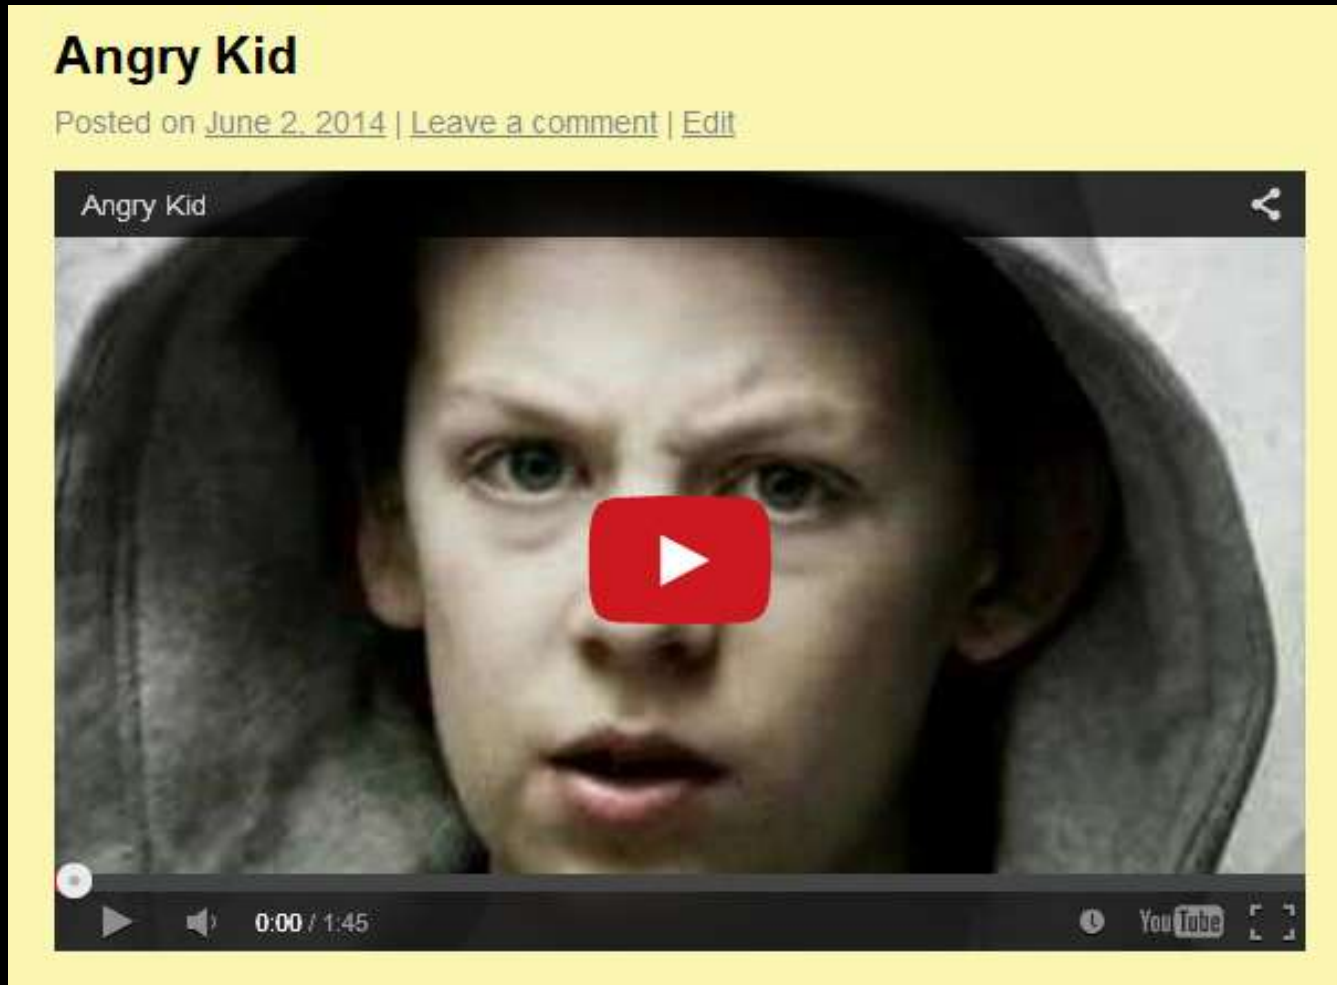 Angry Kid
Posted on June 2, 2014 | Leave a comment | Edit
Angry Kid
0:00 / 1:45
YouTube